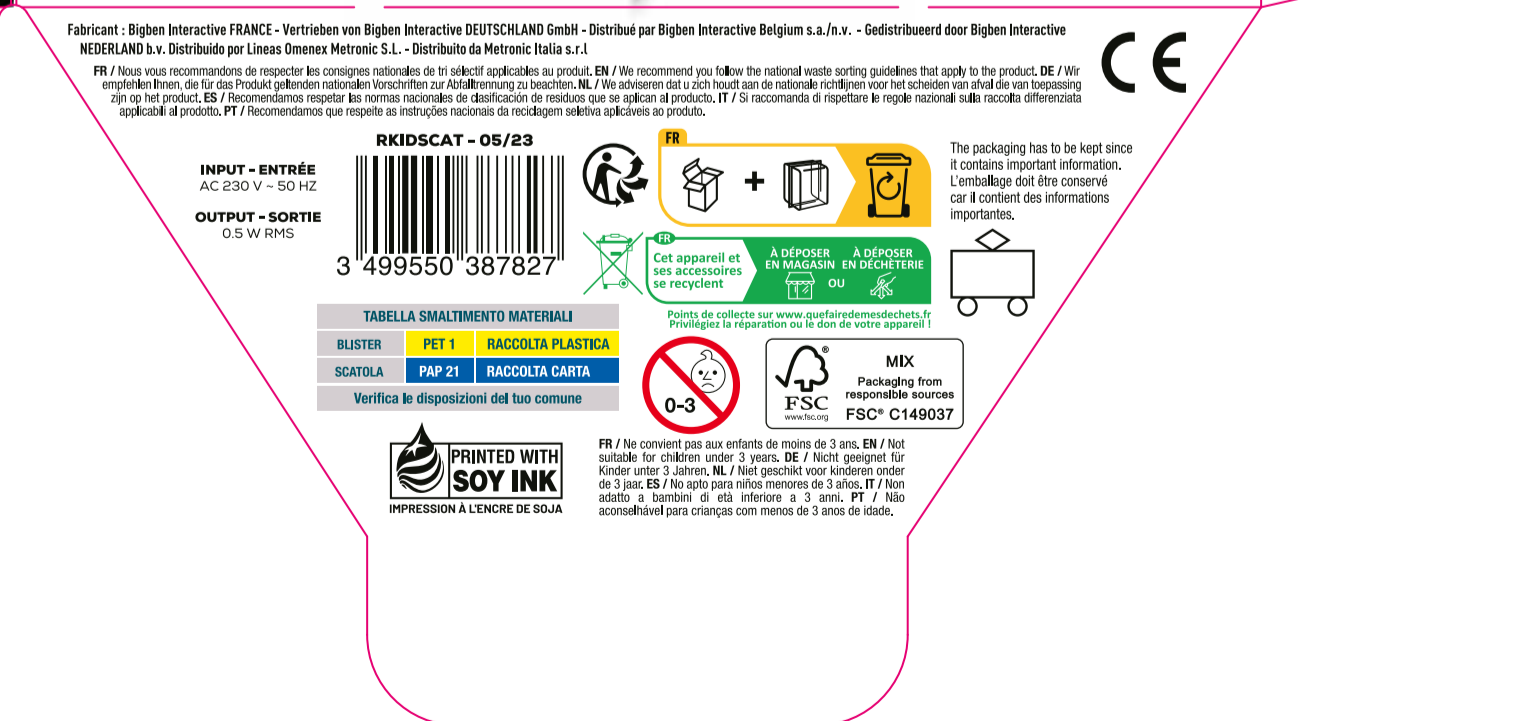 Fabricant : Bigben Interactive FRANCE - Vertrieben von Bigben Interactive DEUTSCHLAND GmbH - Distribué par Bigben Interactive Belgium s.a./n.v. - Gedistribueerd door Bigben Interactive
NEDERLAND b.v. Distribuido por Lineas Omenex Metronic S.L. - Distribuito da Metronic Italia s.r.l
FR / Nous vous recommandons de respecter les consignes nationales de tri sélectif applicables au produit. EN / We recommend you follow the national waste sorting guidelines that apply to the product. DE / Wir
empfehlen Ihnen, die für das Produkt geltenden nationalen Vorschriften zur Abfalltrennung zu beachten. NL / We adviseren dat u zich houdt aan de nationale richtlijnen voor het scheiden van afval die van toepassing
zijn op het product. ES / Recomendamos respetar las normas nacionales de clasificación de residuos que se aplican al producto. IT / Si raccomanda di rispettare le regole nazionali sulla raccolta differenziata
applicabili al prodotto. PT / Recomendamos que respeite as instruções nacionais da reciclagem seletiva aplicáveis ao produto.
RKIDSCAT - 05/23
INPUT - ENTRÉE
AC 230 V ~ 50 HZ
OUTPUT - SORTIE
0.5 W RMS
3 499550 387827
FR
+
The packaging has to be kept since
it contains important information.
L'emballage doit être conservé
car il contient des informations
importantes.
FR
Cet appareil et
ses accessoires
se recyclent
À DÉPOSER
EN MAGASIN
OU
À DÉPOSER
EN DÉCHÈTERIE
Points de collecte sur www.quefairedemesdechets.fr
Privilégiez la réparation ou le don de votre appareil !
TABELLA SMALTIMENTO MATERIALI
BLISTER PET 1 RACCOLTA PLASTICA
SCATOLA PAP 21 RACCOLTA CARTA
Verifica le disposizioni del tuo comune
0-3
®
FSC
www.fsc.org
MIX
Packaging from
responsible sources
FSC® C149037
PRINTED WITH
SOY INK
IMPRESSION À L'ENCRE DE SOJA
FR / Ne convient pas aux enfants de moins de 3 ans. EN / Not
suitable for children under 3 years. DE / Nicht geeignet für
Kinder unter 3 Jahren. NL / Niet geschikt voor kinderen onder
de 3 jaar. ES / No apto para niños menores de 3 años. IT / Non
adatto a bambini di età inferiore a 3 anni. PT / Não
aconselhável para crianças com menos de 3 anos de idade.